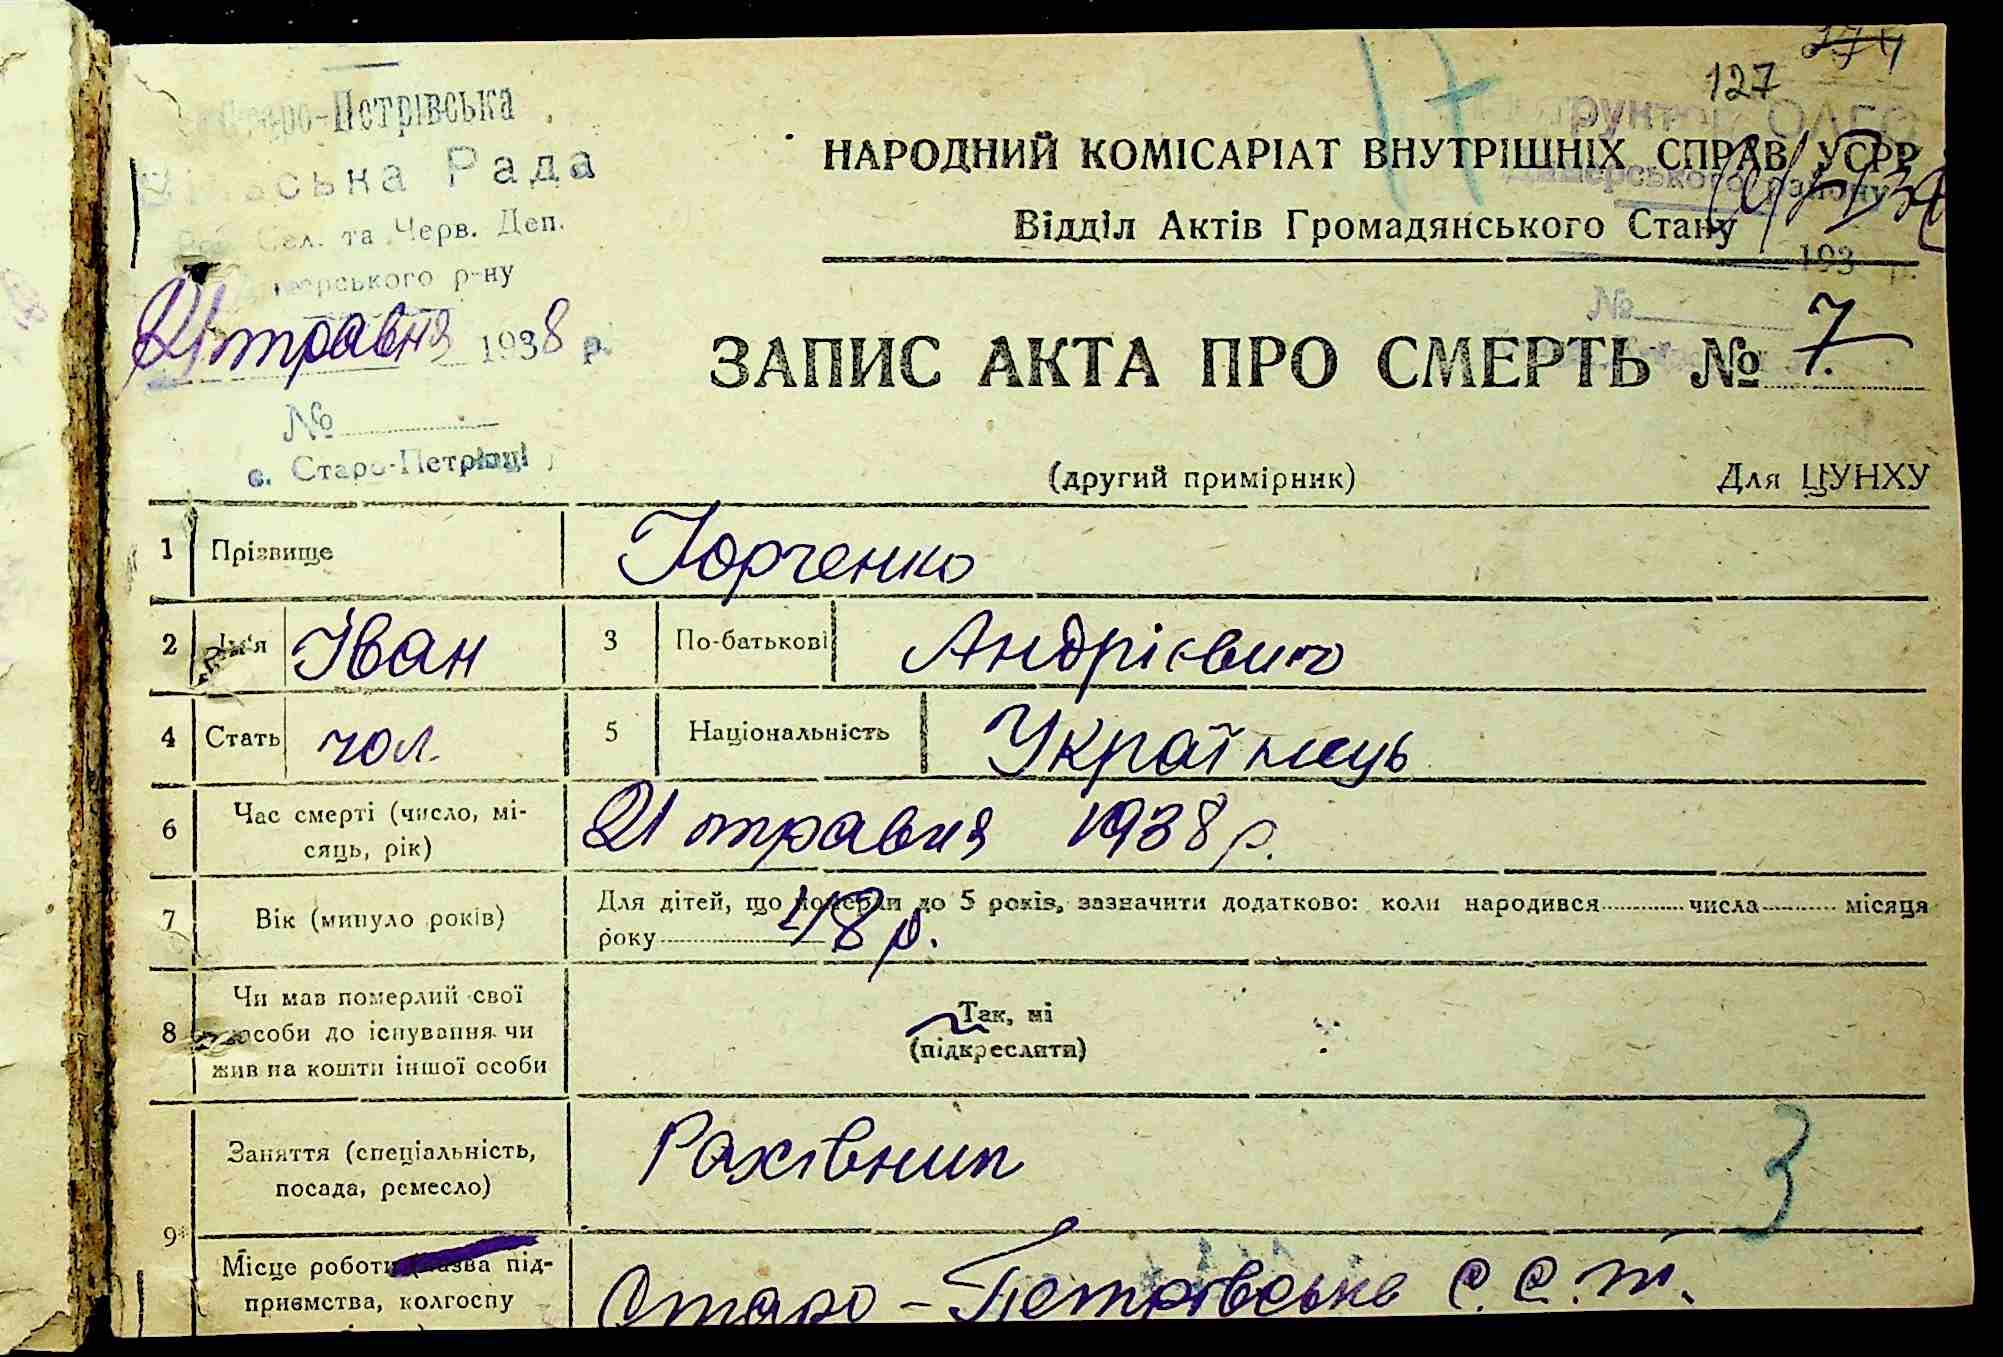 127
Старо-Петрівська
Сільська Рада
Сел. та Черв. Деп.
р-ну
21 травня 1938 р.
№
с. Старо-Петрівці
НАРОДНИЙ КОМІСАРІАТ ВНУТРІШНІХ СПРАВ УСРР
Відділ Актів Громадянського Стану
193 р.
№
ЗАПИС АКТА ПРО СМЕРТЬ № 7.
(другий примірник) Для ЦУНХУ
1 Прізвище Юрченко
2 Ім'я Іван 3 По-батькові Андрієвич
4 Стать чол. 5 Національність Українець
6 Час смерті (число, мі-
сяць, рік) 21 травня 1938 р.
7 Вік (минуло років) Для дітей, що померли до 5 років, зазначити додатково: коли народився числа місяця
року 48 р.
8 Чи мав померлий свої
засоби до існування чи
жив на кошти іншої особи
Так, ні
(підкреслити)
9 Заняття (спеціальність,
посада, ремесло) Рахівник
3
Місце роботи (назва під-
приємства, колгоспу
Старо-Петрівське С.С.Т.